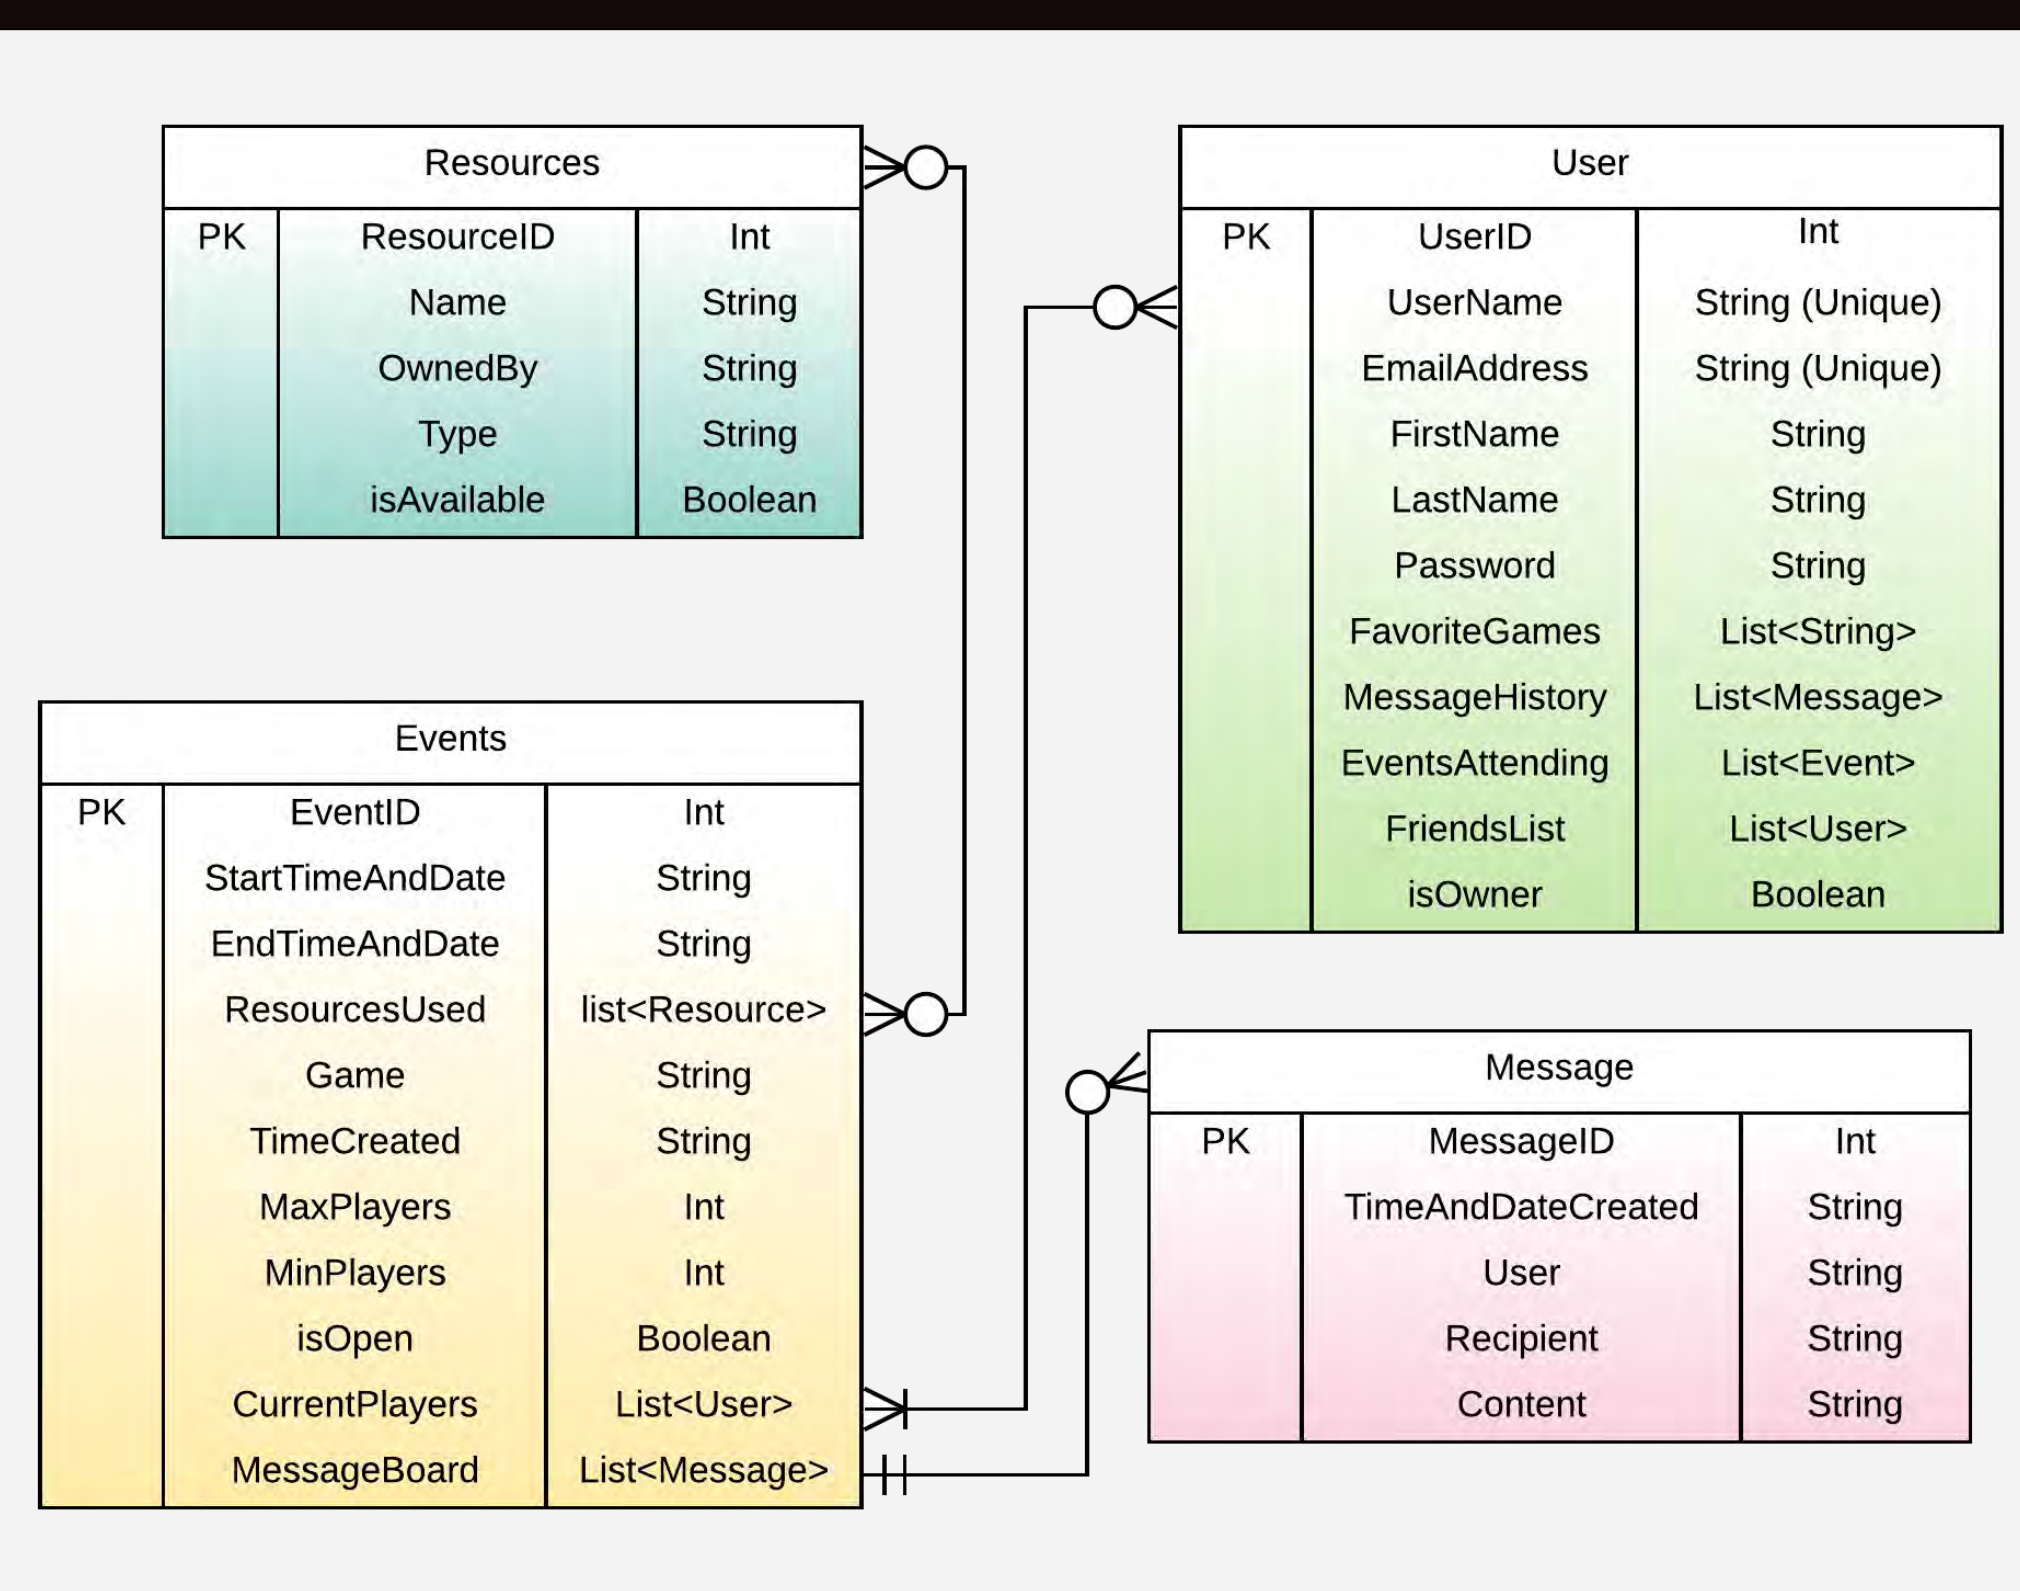 Resources
PK ResourceID Int
Name String
OwnedBy String
Type String
isAvailable Boolean
User
PK UserID Int
UserName String (Unique)
EmailAddress String (Unique)
FirstName String
LastName String
Password String
FavoriteGames List<String>
MessageHistory List<Message>
EventsAttending List<Event>
FriendsList List<User>
isOwner Boolean
Events
PK EventID Int
StartTimeAndDate String
EndTimeAndDate String
ResourcesUsed list<Resource>
Game String
TimeCreated String
MaxPlayers Int
MinPlayers Int
isOpen Boolean
CurrentPlayers List<User>
MessageBoard List<Message>
Message
PK MessageID Int
TimeAndDateCreated String
User String
Recipient String
Content String